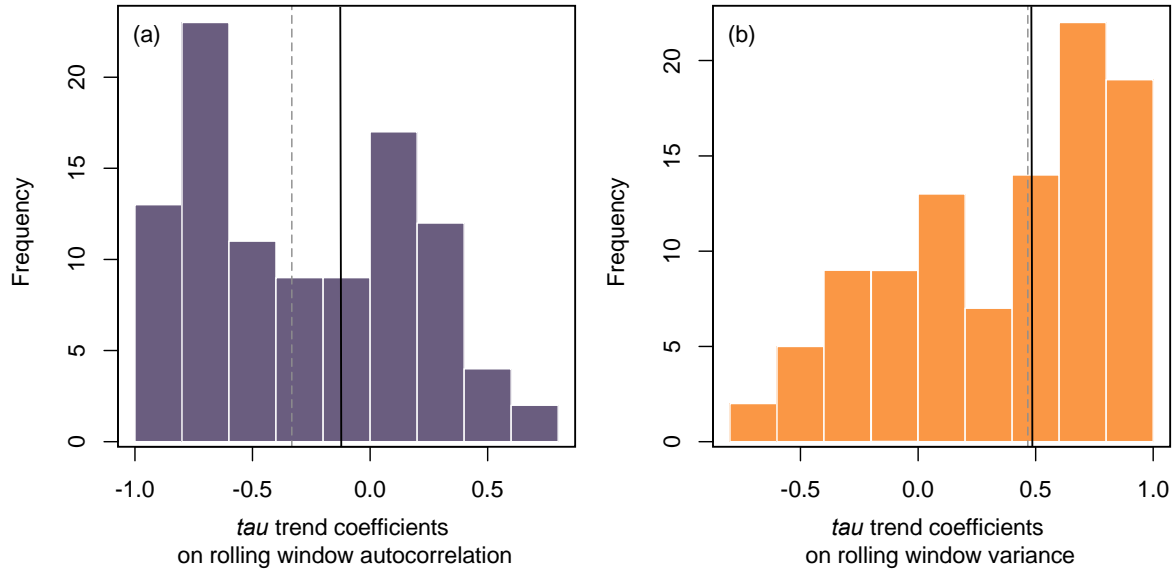 (a)
Frequency
20
15
10
5
0
-1.0 -0.5 0.0 0.5
tau trend coefficients
on rolling window autocorrelation
(b)
Frequency
20
15
10
5
0
-0.5 0.0 0.5 1.0
tau trend coefficients
on rolling window variance